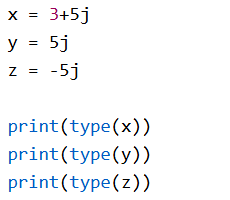 x = 3+5j
y = 5j
z = -5j
print(type(x))
print(type(y))
print(type(z))